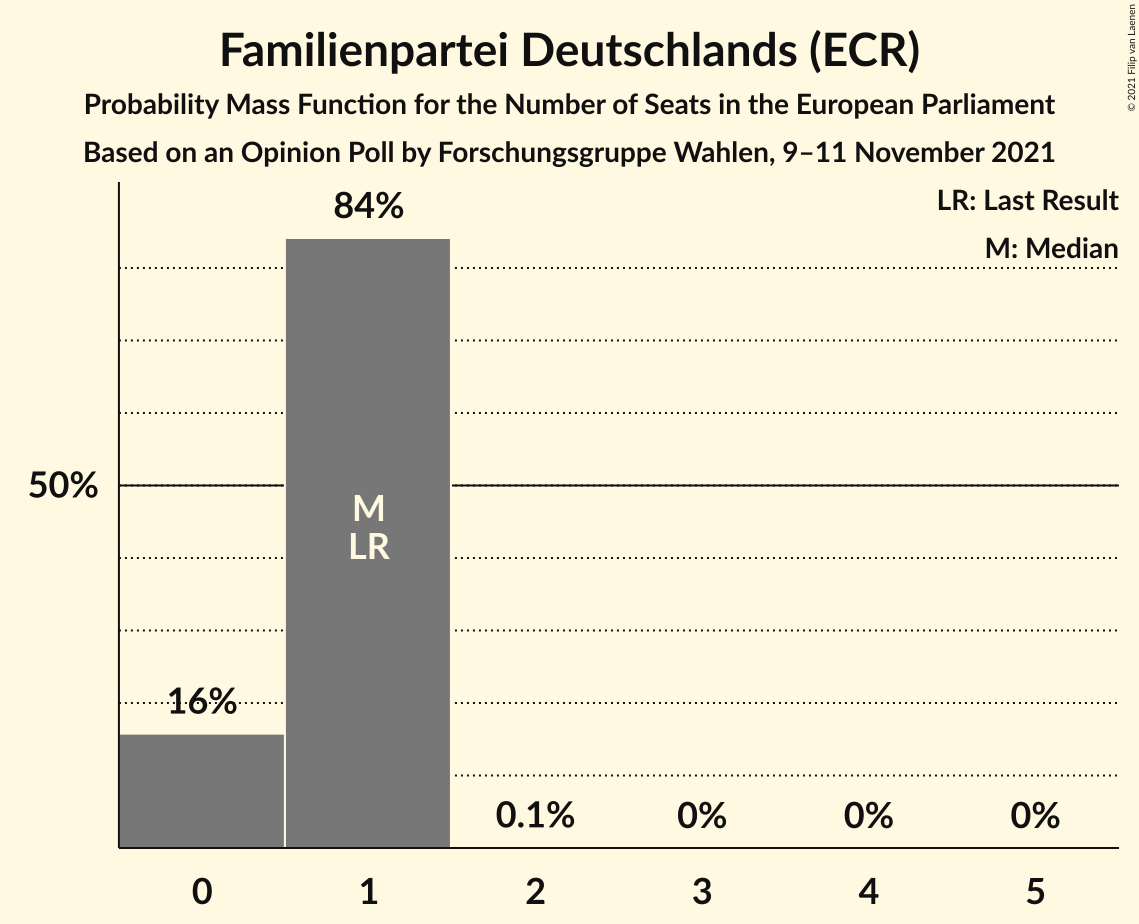 Familienpartei Deutschlands (ECR)
Probability Mass Function for the Number of Seats in the European Parliament
Based on an Opinion Poll by Forschungsgruppe Wahlen, 9–11 November 2021
© 2021 Filip van Laenen
LR: Last Result
M: Median
84%
50%
M
LR
16%
0.1%
0%
0%
0%
0
1
2
3
4
5